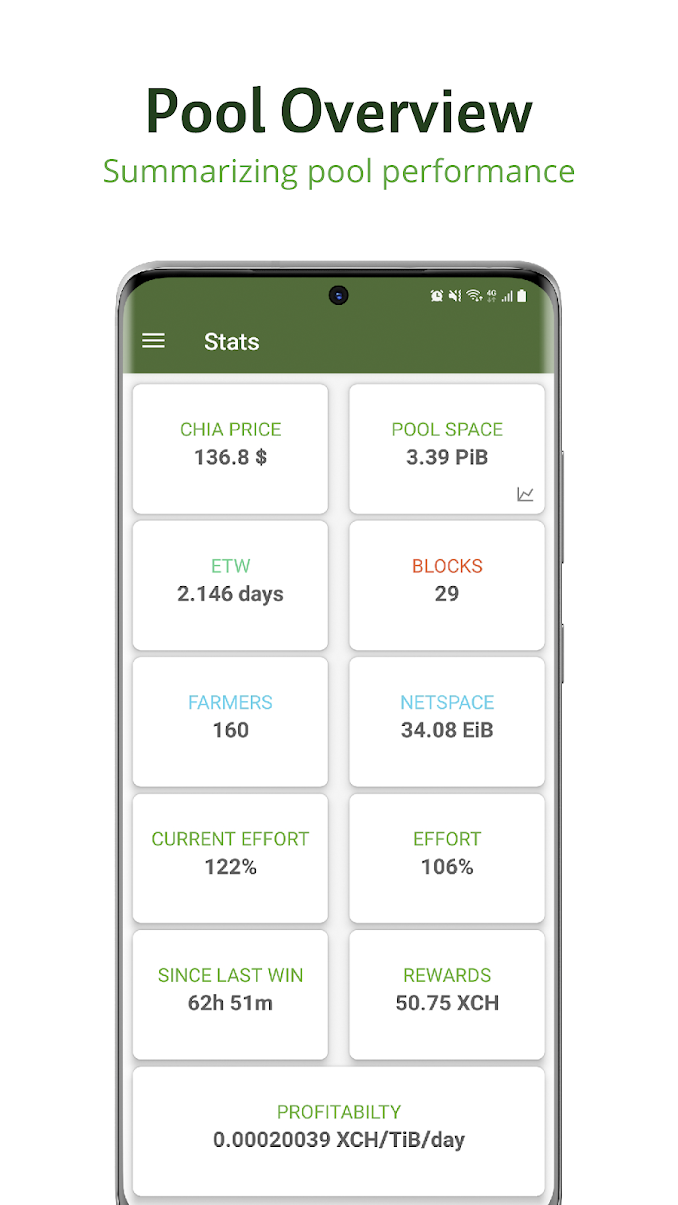 Pool Overview
Summarizing pool performance
4G
Stats
CHIA PRICE
136.8 $
POOL SPACE
3.39 PiB
ETW
2.146 days
BLOCKS
29
FARMERS
160
NETSPACE
34.08 EiB
CURRENT EFFORT
122%
EFFORT
106%
SINCE LAST WIN
62h 51m
REWARDS
50.75 XCH
PROFITABILTY
0.00020039 XCH/TiB/day